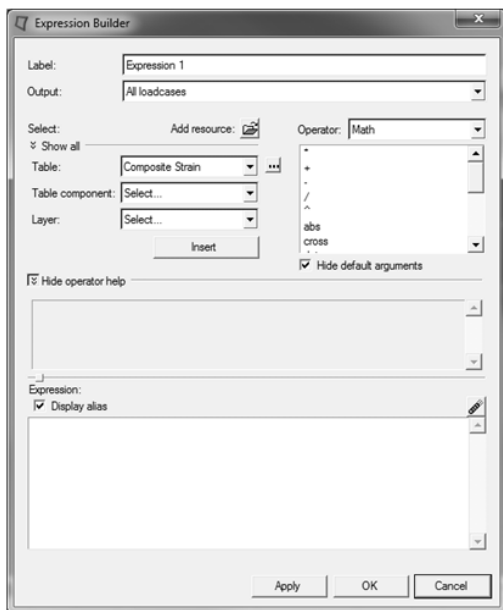 Expression Builder
Label: Expression 1
Output: All loadcases
Select: Add resource: Operator: Math
Show all
Table: Composite Strain ...
Table component: Select...
Layer: Select...
Insert
*
+
-
/
^
abs
cross
Hide default arguments
Hide operator help
Expression:
Display alias
Apply OK Cancel